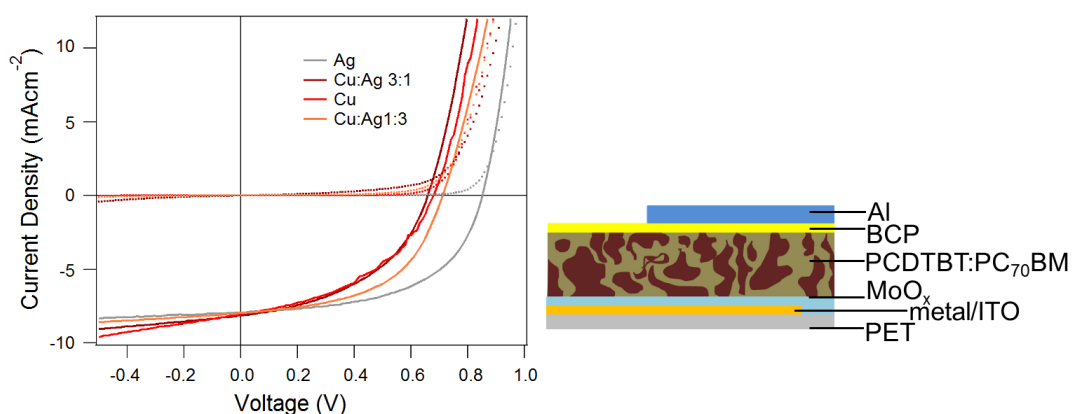 10
5
0
-5
-10
Current Density (mAcm⁻²)
Ag
Cu:Ag 3:1
Cu
Cu:Ag1:3
-0.4
-0.2
0.0
0.2
0.4
0.6
0.8
1.0
Voltage (V)
Al
BCP
PCDTBT:PC₇₀BM
MoOₓ
metal/ITO
PET